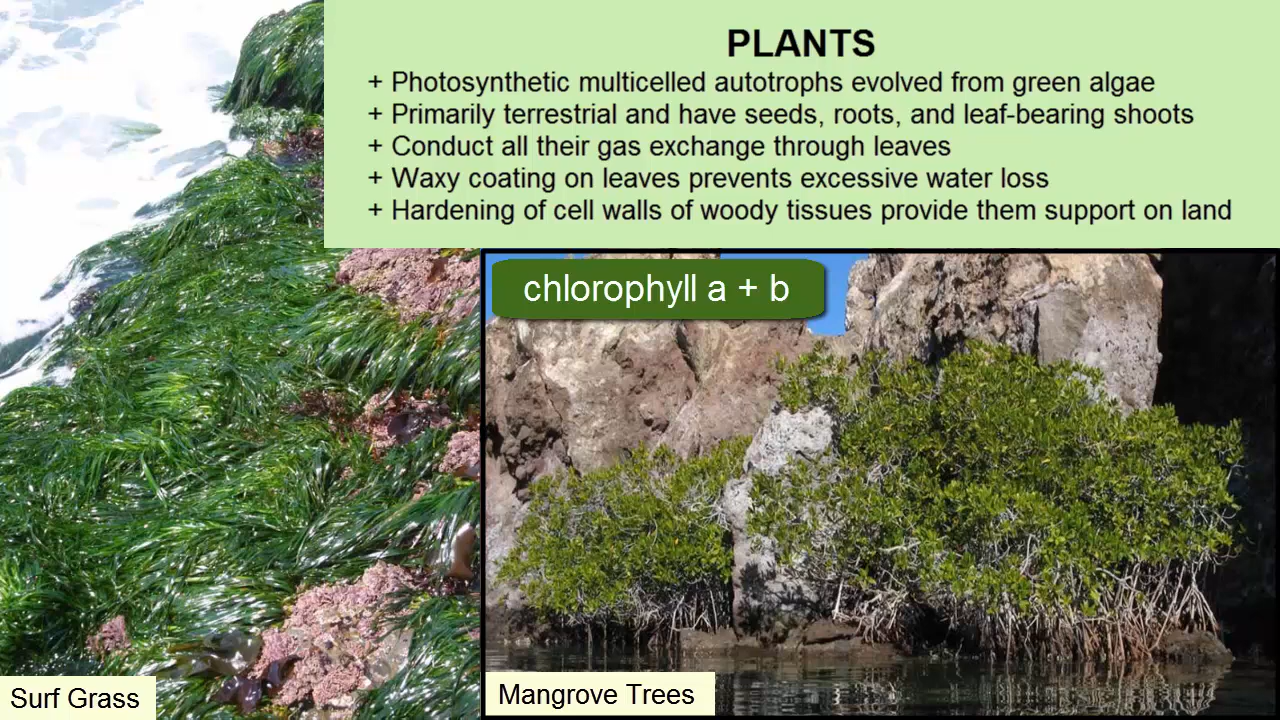 PLANTS
+ Photosynthetic multicelled autotrophs evolved from green algae
+ Primarily terrestrial and have seeds, roots, and leaf-bearing shoots
+ Conduct all their gas exchange through leaves
+ Waxy coating on leaves prevents excessive water loss
+ Hardening of cell walls of woody tissues provide them support on land
chlorophyll a + b
Surf Grass
Mangrove Trees